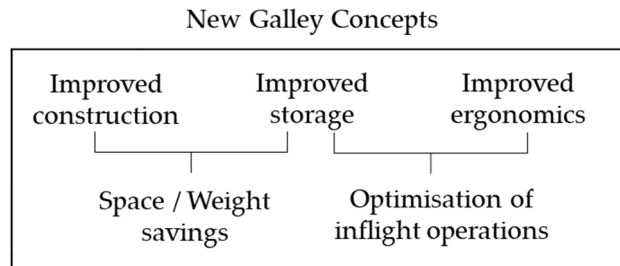 New Galley Concepts
Improved construction
Improved storage
Improved ergonomics
Space / Weight savings
Optimisation of inflight operations